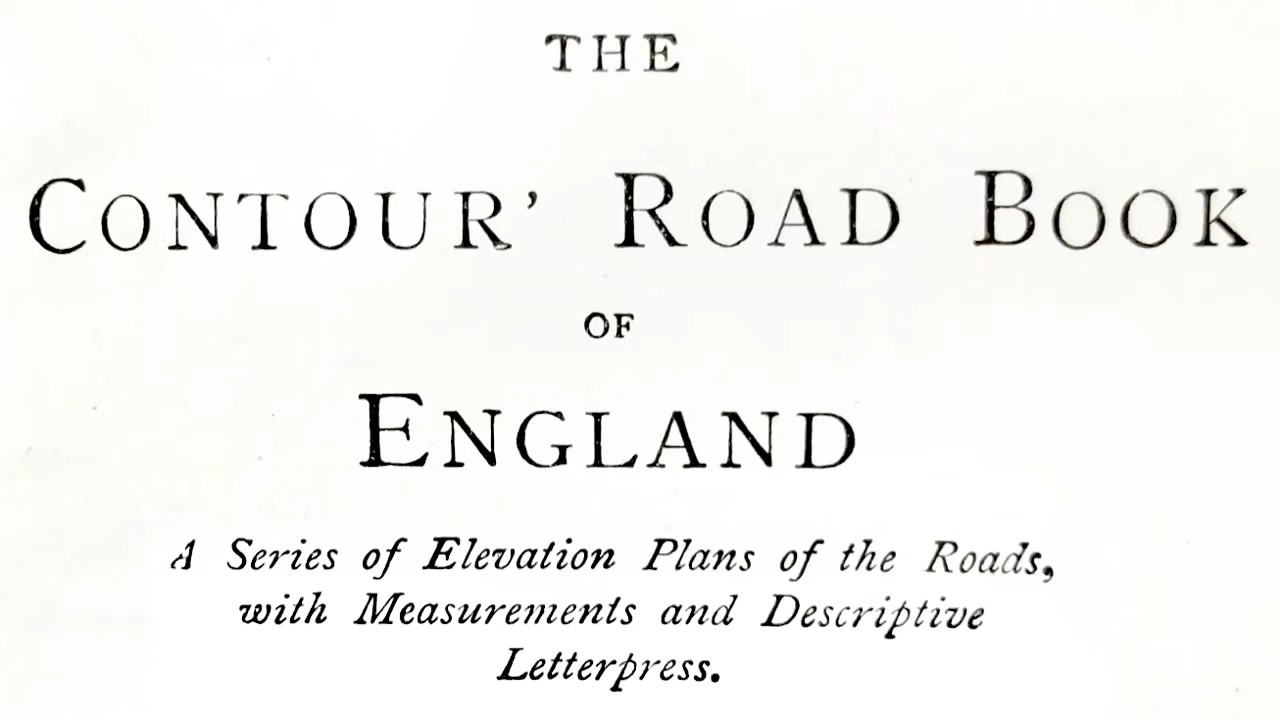 THE
CONTOUR’ ROAD BOOK
OF
ENGLAND
A Series of Elevation Plans of the Roads,
with Measurements and Descriptive
Letterpress.